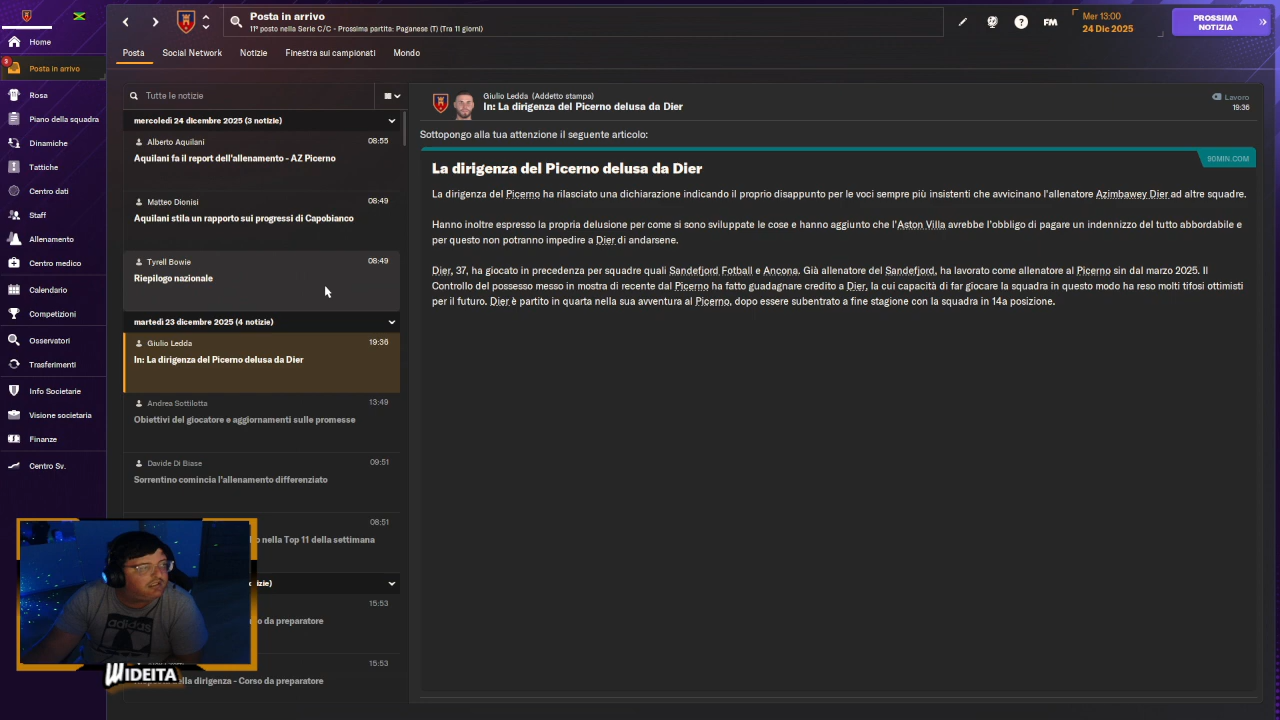 Posta in arrivo
11° posto nella Serie C/C - Prossima partita: Paganese (T) (Tra 11 giorni)
FM
Mer 13:00
24 Dic 2025
PROSSIMA
NOTIZIA
Posta
Social Network
Notizie
Finestra sui campionati
Mondo
Home
3
Posta in arrivo
Rosa
Piano della squadra
Dinamiche
Tattiche
Centro dati
Staff
Allenamento
Centro medico
Calendario
Competizioni
Osservatori
Trasferimenti
Info Societarie
Visione societaria
Finanze
Centro Sv.
Tutte le notizie
mercoledì 24 dicembre 2025 (3 notizie)
Alberto Aquilani 08:55
Aquilani fa il report dell'allenamento - AZ Picerno
Matteo Dionisi 08:49
Aquilani stila un rapporto sui progressi di Capobianco
Tyrell Bowie 08:49
Riepilogo nazionale
martedì 23 dicembre 2025 (4 notizie)
Giulio Ledda 19:36
In: La dirigenza del Picerno delusa da Dier
Andrea Sottilotta 13:49
Obiettivi del giocatore e aggiornamenti sulle promesse
Davide Di Biase 09:51
Sorrentino comincia l'allenamento differenziato
08:51
nella Top 11 della settimana
15:53
da preparatore
15:53
dirigenza - Corso da preparatore
Giulio Ledda (Addetto stampa)
In: La dirigenza del Picerno delusa da Dier
Lavoro
19:36
Sottopongo alla tua attenzione il seguente articolo:
90MIN.COM
La dirigenza del Picerno delusa da Dier
La dirigenza del Picerno ha rilasciato una dichiarazione indicando il proprio disappunto per le voci sempre più insistenti che avvicinano l'allenatore Azimbawey Dier ad altre squadre.
Hanno inoltre espresso la propria delusione per come si sono sviluppate le cose e hanno aggiunto che l'Aston Villa avrebbe l'obbligo di pagare un indennizzo del tutto abbordabile e
per questo non potranno impedire a Dier di andarsene.
Dier, 37, ha giocato in precedenza per squadre quali Sandefjord Fotball e Ancona. Già allenatore del Sandefjord, ha lavorato come allenatore al Picerno sin dal marzo 2025. Il
Controllo del possesso messo in mostra di recente dal Picerno ha fatto guadagnare credito a Dier, la cui capacità di far giocare la squadra in questo modo ha reso molti tifosi ottimisti
per il futuro. Dier è partito in quarta nella sua avventura al Picerno, dopo essere subentrato a fine stagione con la squadra in 14a posizione.
adidas
WIDEITA